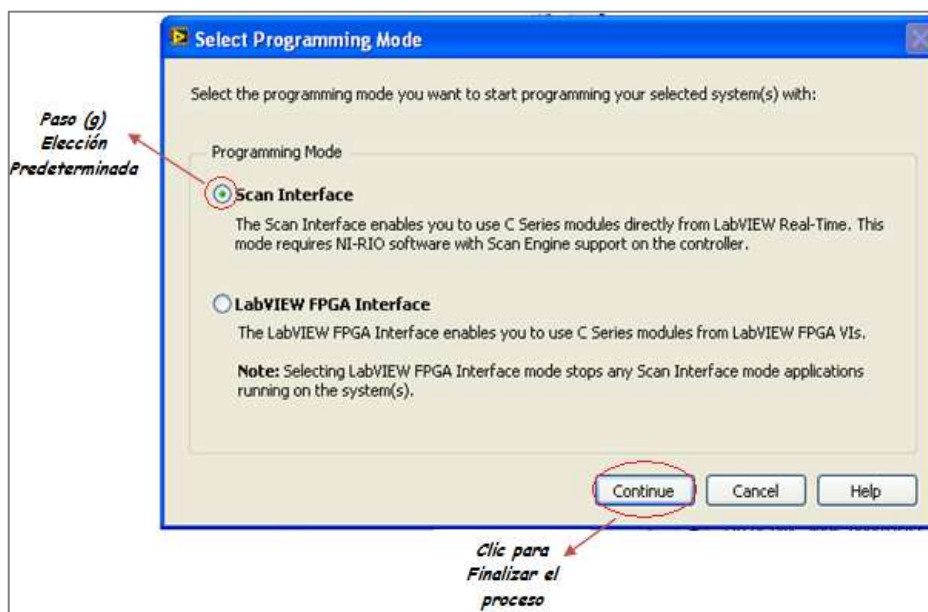 Select Programming Mode
Select the programming mode you want to start programming your selected system(s) with:
Paso (g)
Elección
Predeterminada
Programming Mode
Scan Interface
The Scan Interface enables you to use C Series modules directly from LabVIEW Real-Time. This
mode requires NI-RIO software with Scan Engine support on the controller.
LabVIEW FPGA Interface
The LabVIEW FPGA Interface enables you to use C Series modules from LabVIEW FPGA VIs.
Note: Selecting LabVIEW FPGA Interface mode stops any Scan Interface mode applications
running on the system(s).
Continue Cancel Help
Clic para
Finalizar el
proceso